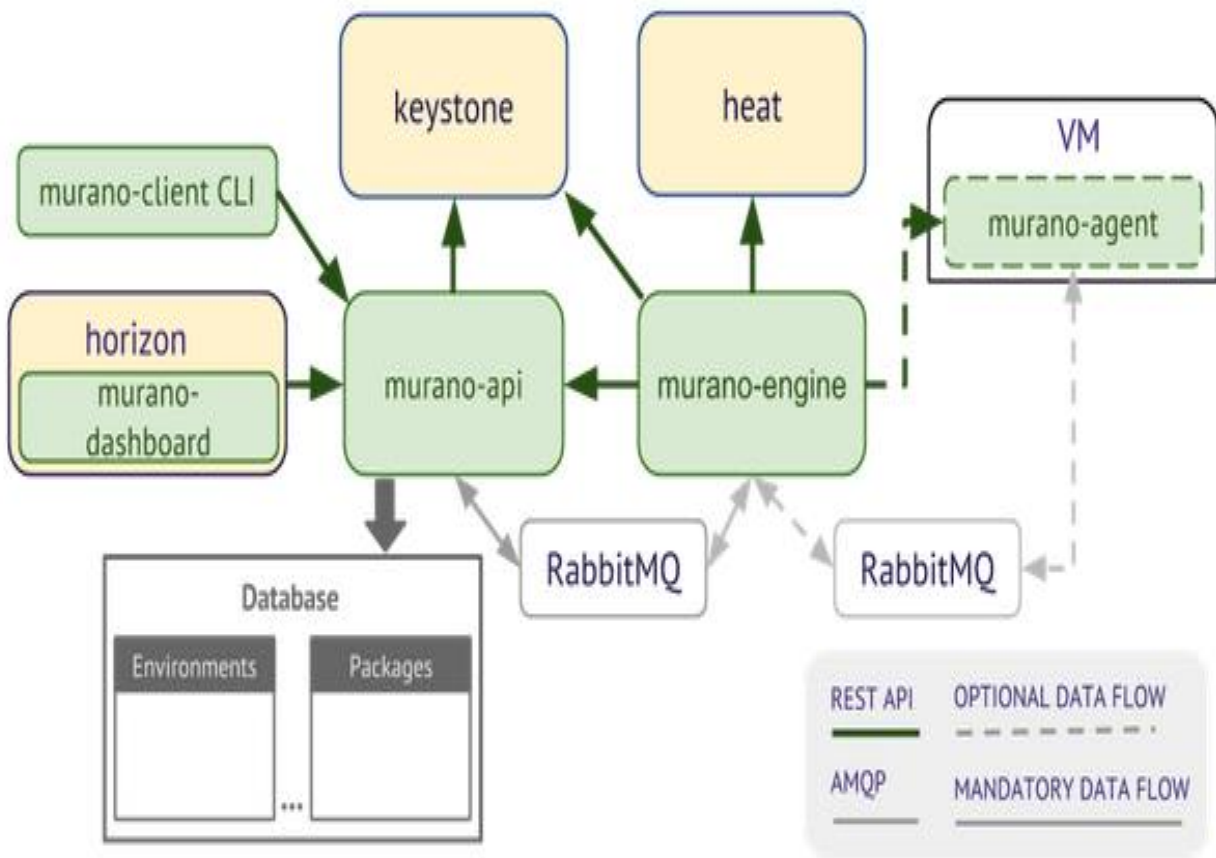 keystone
heat
VM
murano-client CLI
murano-agent
horizon
murano-
dashboard
murano-api
murano-engine
RabbitMQ
RabbitMQ
Database
Environments
Packages
...
REST API
OPTIONAL DATA FLOW
AMQP
MANDATORY DATA FLOW